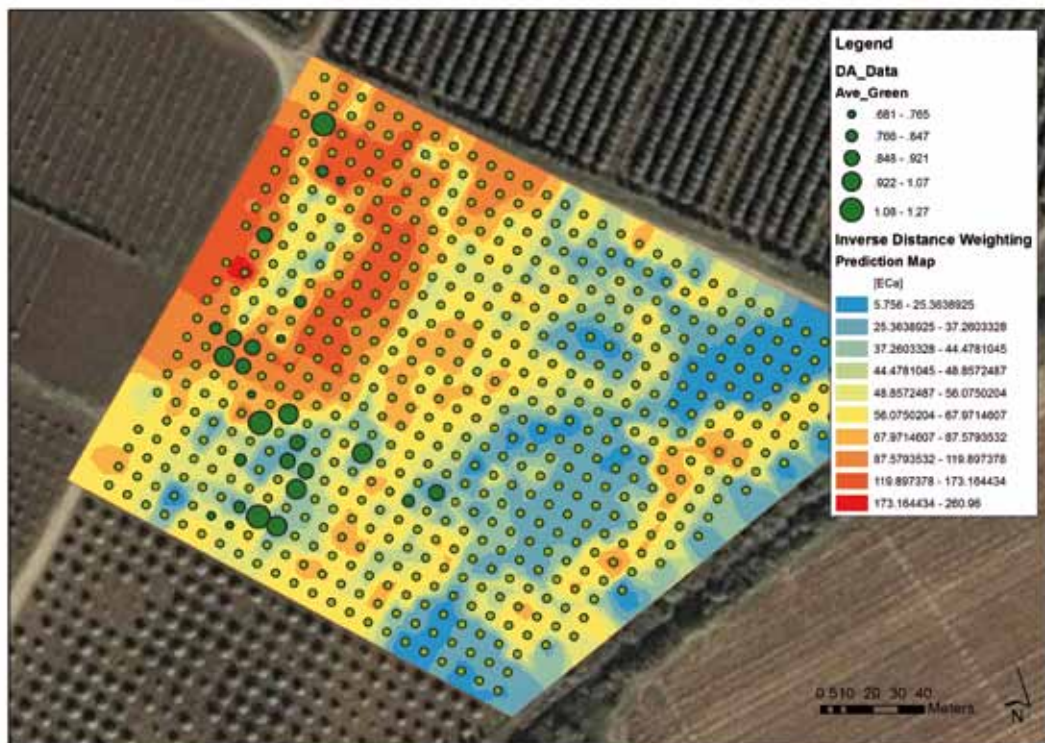 Legend
DA_Data
Ave_Green
.681 - .765
.766 - .847
.848 - .921
.922 - 1.07
1.08 - 1.27
Inverse Distance Weighting
Prediction Map
[ECa]
5.756 - 25.3638925
25.3638925 - 37.2603328
37.2603328 - 44.4781045
44.4781045 - 48.8572487
48.8572487 - 56.0750204
56.0750204 - 67.9714607
67.9714607 - 87.5793532
87.5793532 - 119.897378
119.897378 - 173.164434
173.164434 - 260.96
0 5 10 20 30 40
Meters
N